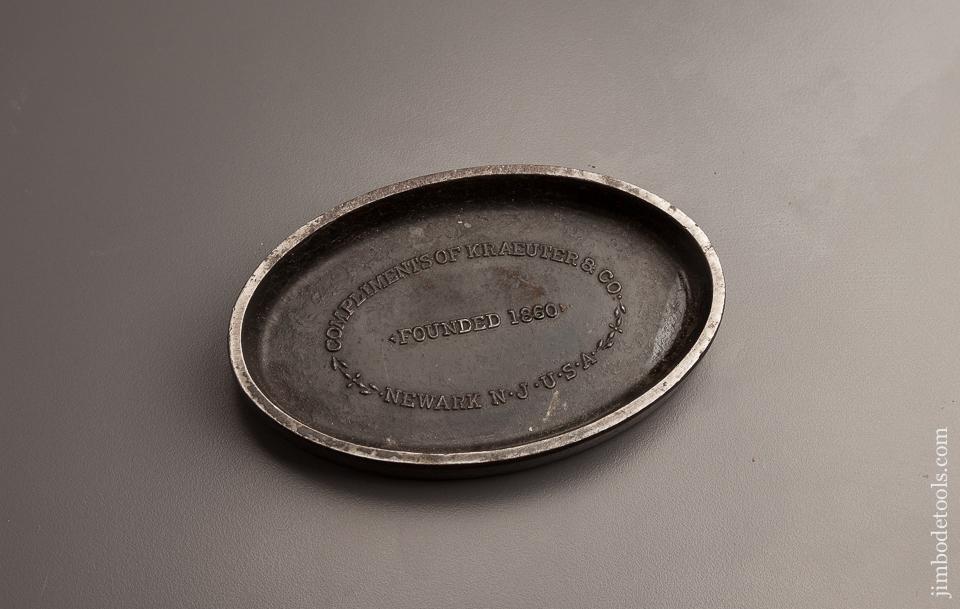 COMPLIMENTS OF KRAEUTER & CO.
FOUNDED 1860
NEWARK N·J·U·S·A·
jimbodetools.com